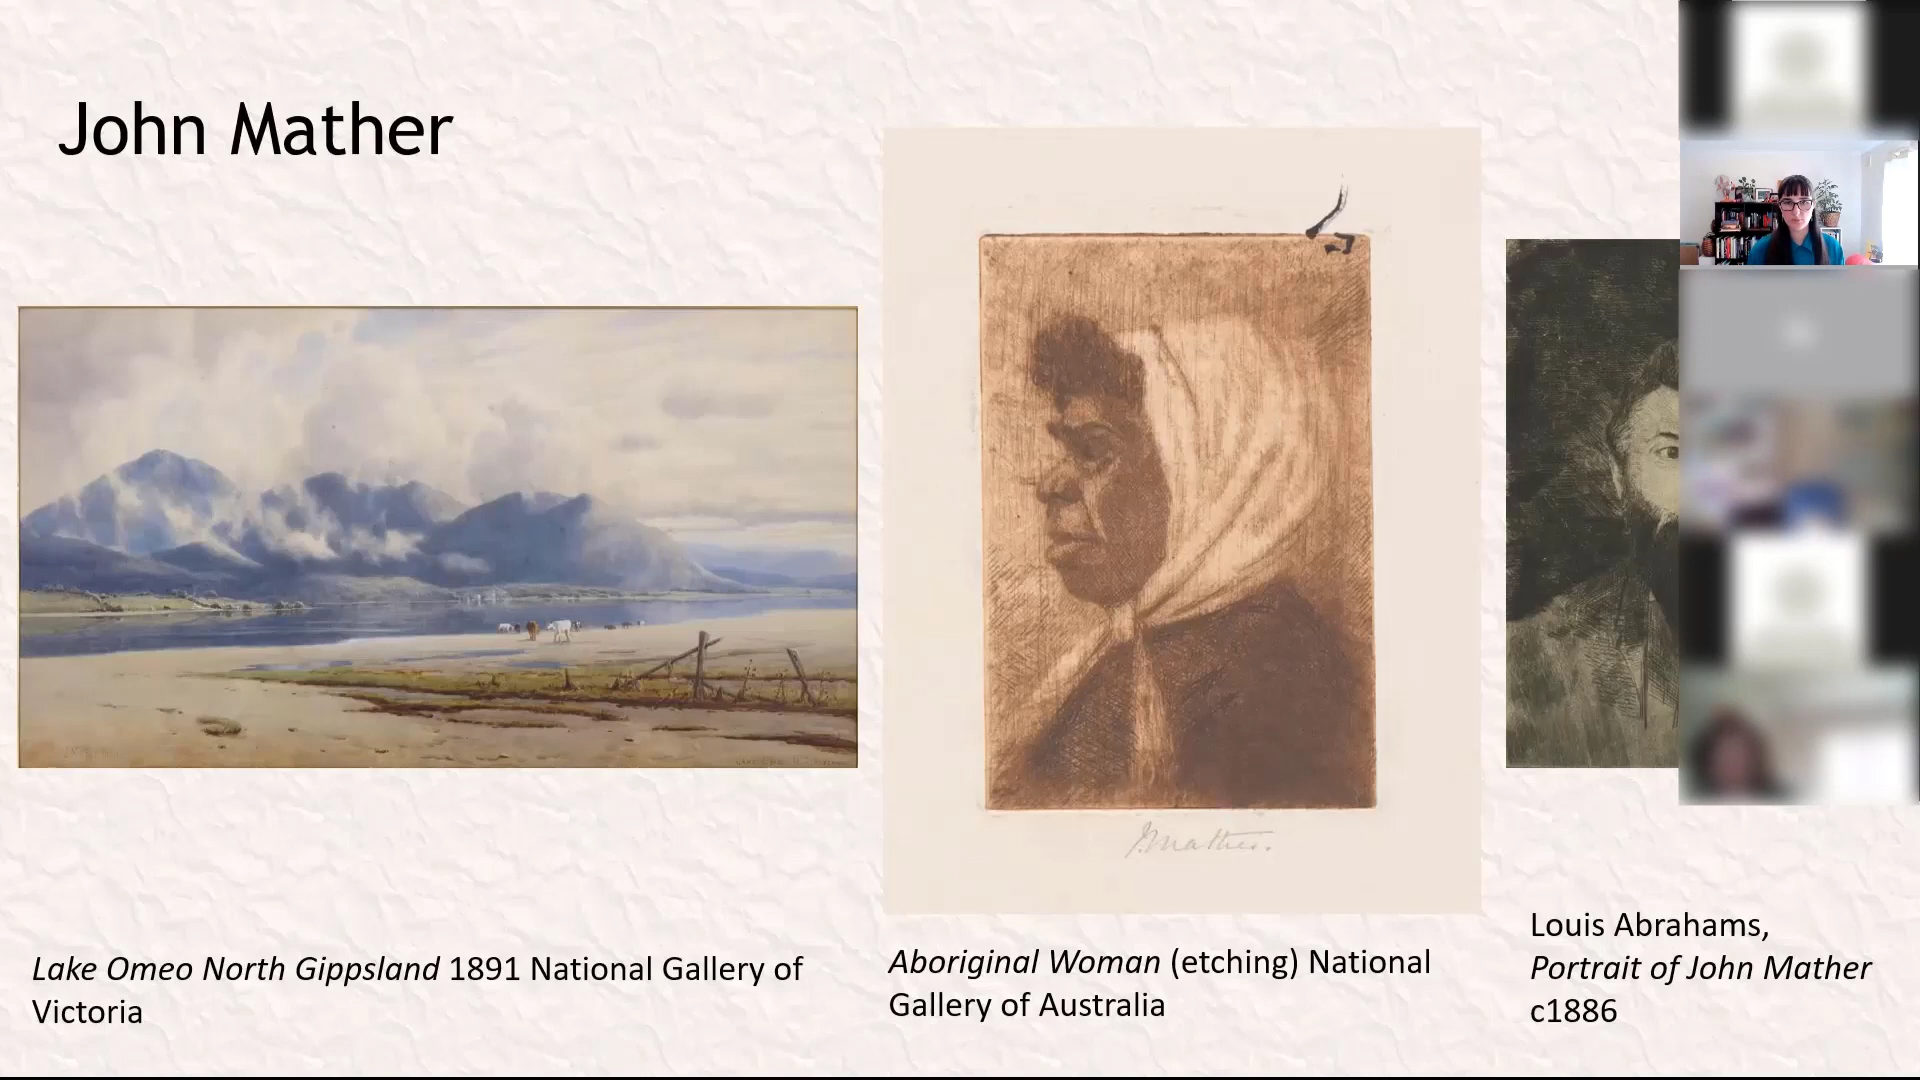 John Mather
J Mather.
Lake Omeo North Gippsland 1891 National Gallery of
Victoria
Aboriginal Woman (etching) National
Gallery of Australia
Louis Abrahams,
Portrait of John Mather
c1886